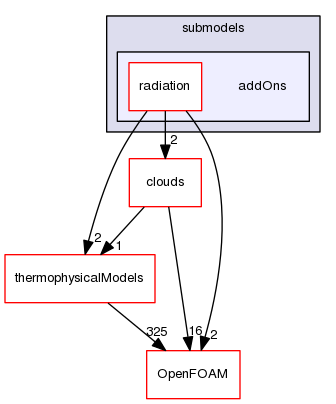 submodels
radiation
addOns
2
clouds
2
1
thermophysicalModels
325
16
2
OpenFOAM